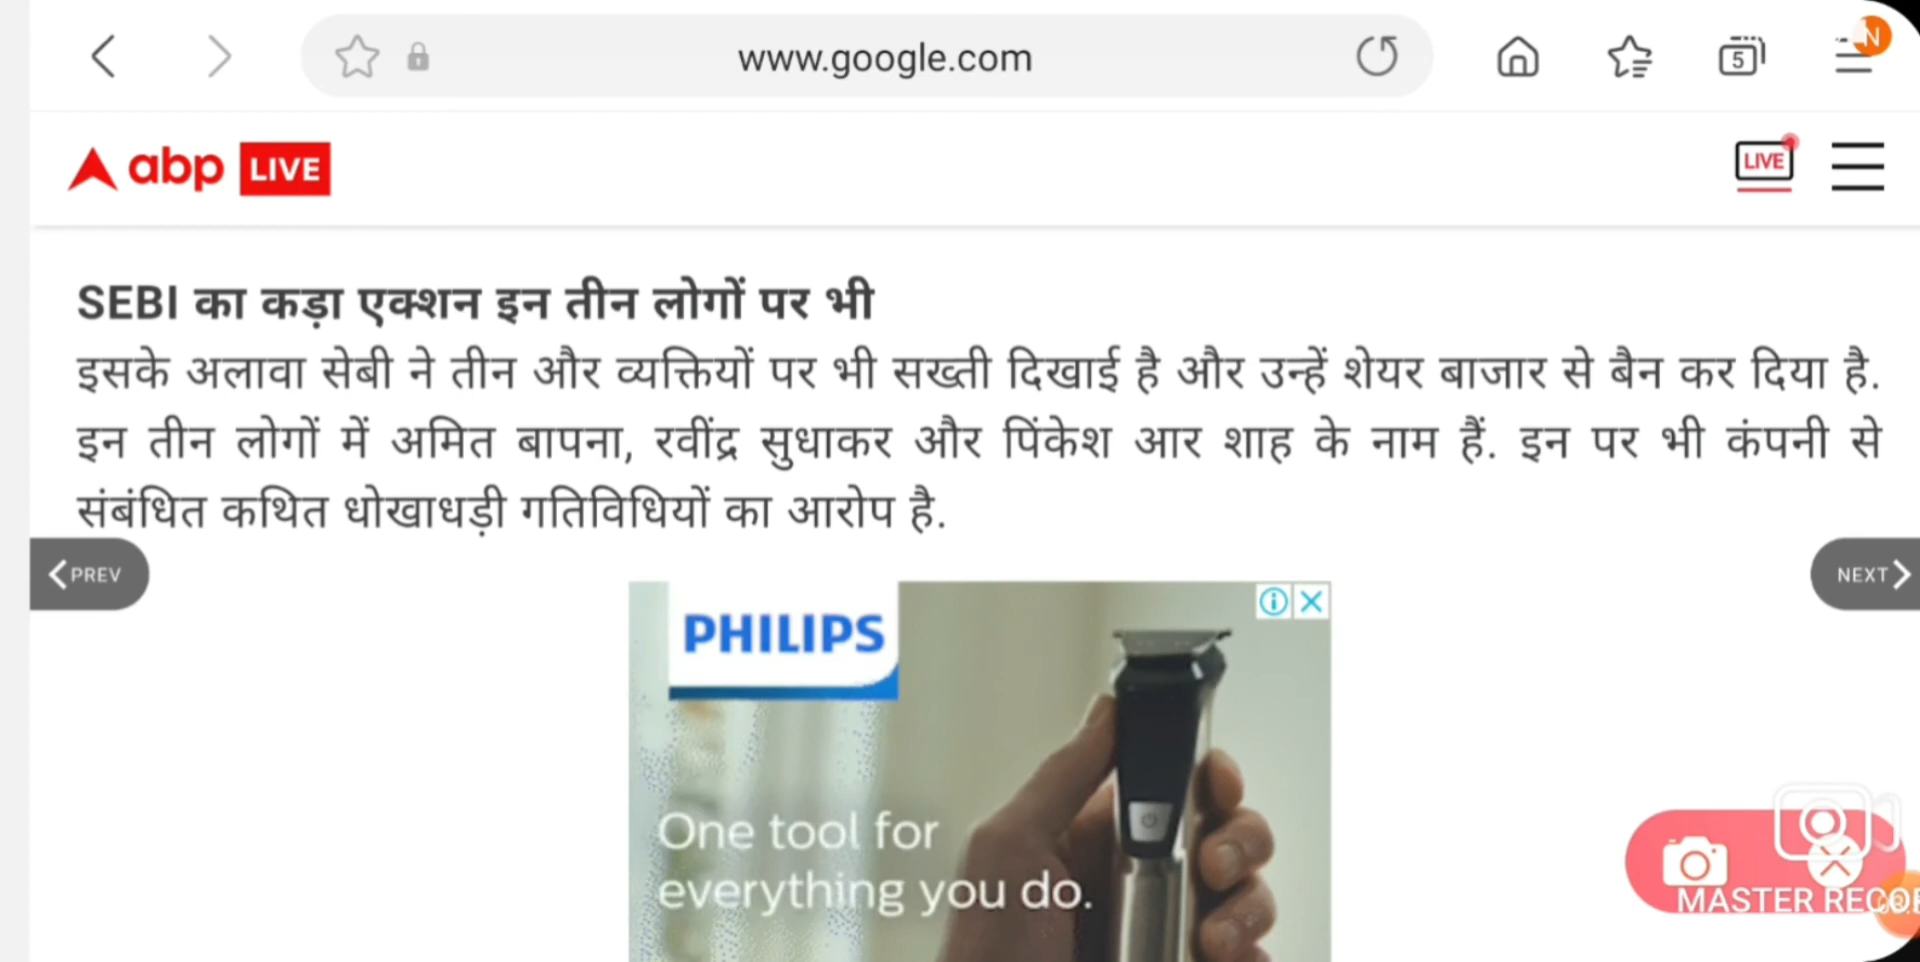 www.google.com
5
N
abp LIVE
LIVE
SEBI का कड़ा एक्शन इन तीन लोगों पर भी
इसके अलावा सेबी ने तीन और व्यक्तियों पर भी सख्ती दिखाई है और उन्हें शेयर बाजार से बैन कर दिया है.
इन तीन लोगों में अमित बापना, रवींद्र सुधाकर और पिंकेश आर शाह के नाम हैं. इन पर भी कंपनी से
संबंधित कथित धोखाधड़ी गतिविधियों का आरोप है.
PREV
NEXT
PHILIPS
One tool for
everything you do.
MASTER